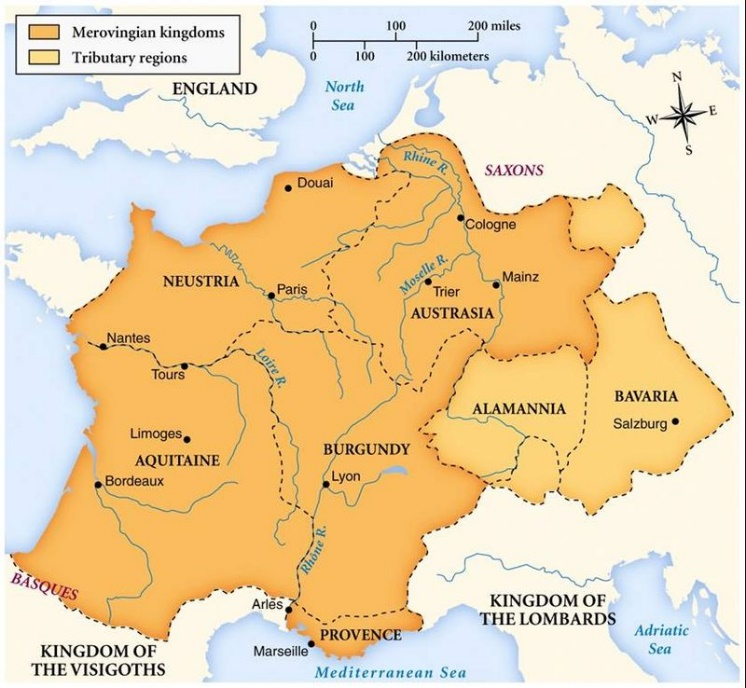 Merovingian kingdoms
Tributary regions
0 100 200 miles
0 100 200 kilometers
ENGLAND
North
Sea
N
W E
S
Rhine R.
SAXONS
Douai
Cologne
Moselle R.
Mainz
NEUSTRIA
Paris
Trier
AUSTRASIA
Nantes
Loire R.
Tours
BAVARIA
ALAMANNIA
Salzburg
Limoges
AQUITAINE
BURGUNDY
Bordeaux
Lyon
Rhône R.
BASQUES
Arles
KINGDOM OF
THE LOMBARDS
PROVENCE
Adriatic
Sea
KINGDOM OF
THE VISIGOTHS
Marseille
Mediterranean Sea